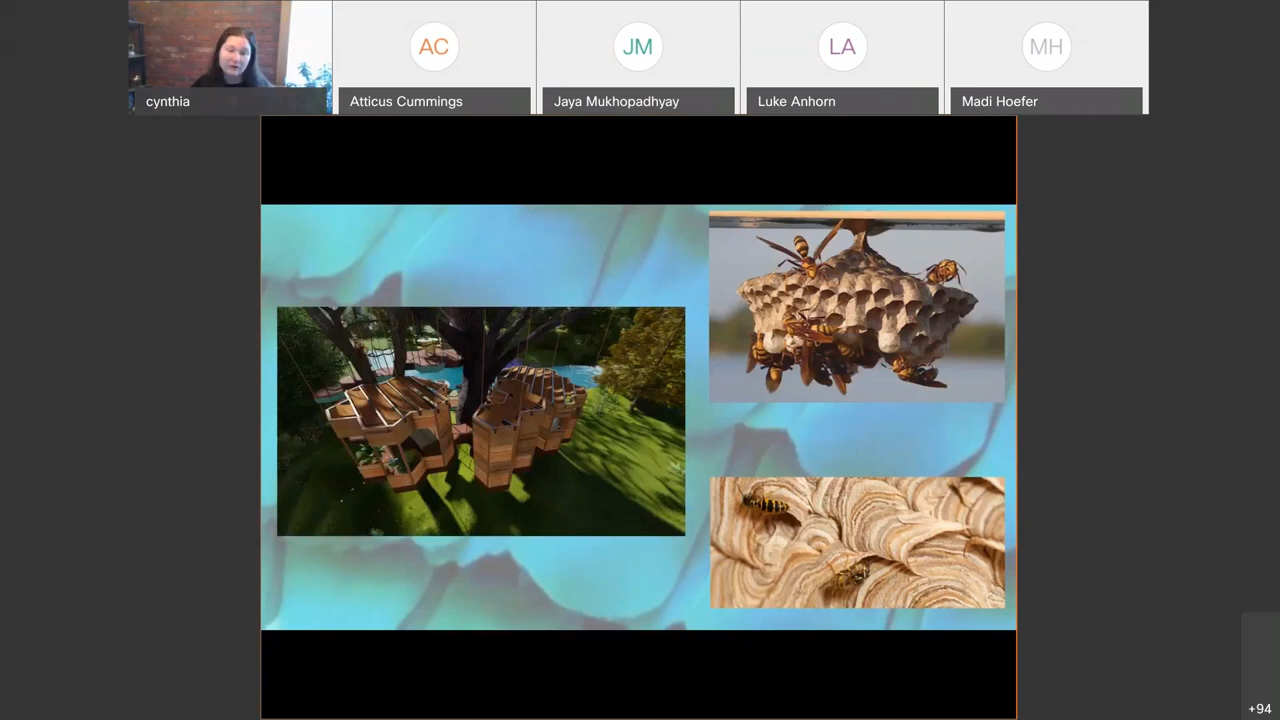 AC
JM
LA
MH
cynthia
Atticus Cummings
Jaya Mukhopadhyay
Luke Anhorn
Madi Hoefer
+94